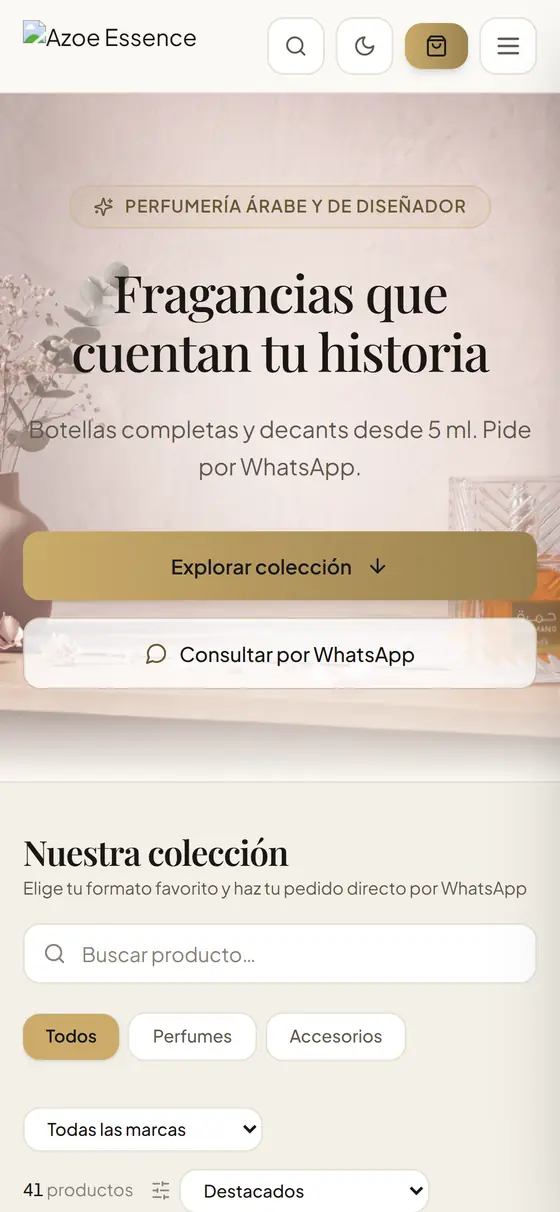 Azoe Essence
PERFUMERÍA ÁRABE Y DE DISEÑADOR
Fragancias que
cuentan tu historia
Botellas completas y decants desde 5 ml. Pide
por WhatsApp.
Explorar colección
Consultar por WhatsApp
Nuestra colección
Elige tu formato favorito y haz tu pedido directo por WhatsApp
Buscar producto...
Todos
Perfumes
Accesorios
Todas las marcas
41 productos
Destacados